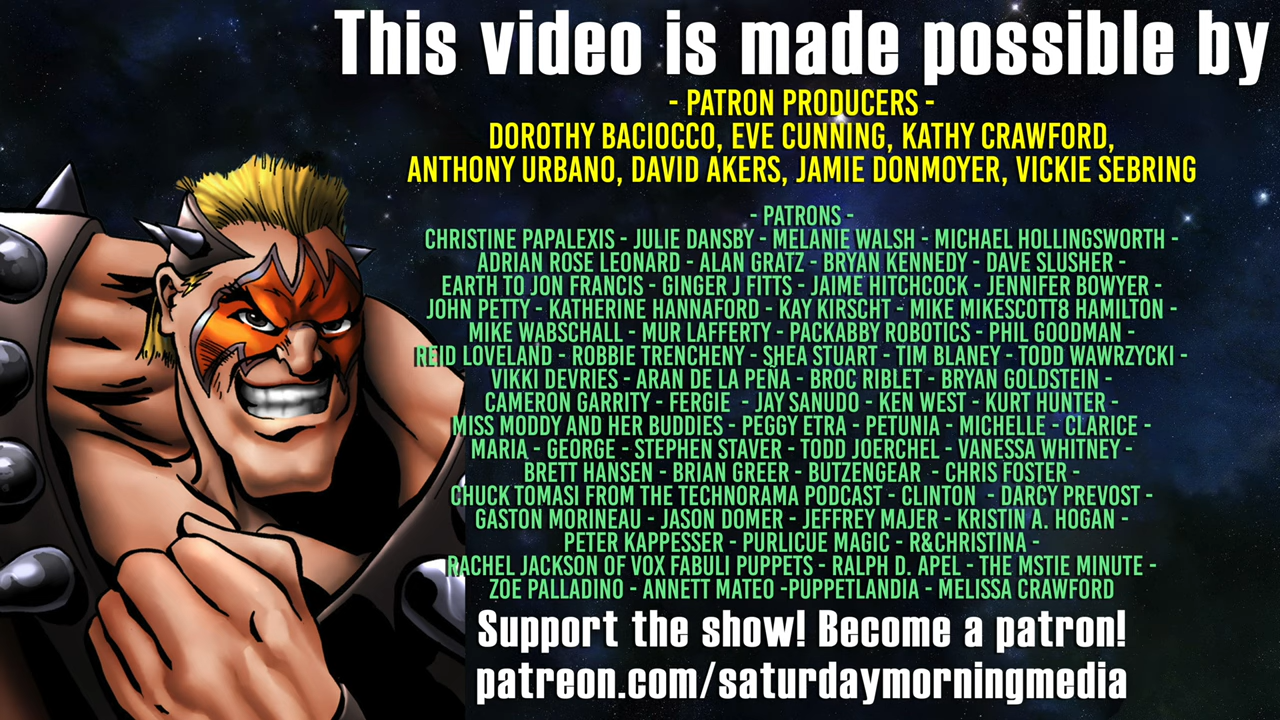 This video is made possible by
- PATRON PRODUCERS -
DOROTHY BACIOCCO, EVE CUNNING, KATHY CRAWFORD,
ANTHONY URBANO, DAVID AKERS, JAMIE DONMOYER, VICKIE SEBRING
- PATRONS -
CHRISTINE PAPALEXIS - JULIE DANSBY - MELANIE WALSH - MICHAEL HOLLINGSWORTH -
ADRIAN ROSE LEONARD - ALAN GRATZ - BRYAN KENNEDY - DAVE SLUSHER -
EARTH TO JON FRANCIS - GINGER J FITTS - JAIME HITCHCOCK - JENNIFER BOWYER -
JOHN PETTY - KATHERINE HANNAFORD - KAY KIRSCHT - MIKE MIKESCOTT8 HAMILTON -
MIKE WABSCHALL - MUR LAFFERTY - PACKABBY ROBOTICS - PHIL GOODMAN -
REID LOVELAND - ROBBIE TRENCHENY - SHEA STUART - TIM BLANEY - TODD WAWRZYCKI -
VIKKI DEVRIES - ARAN DE LA PEÑA - BROC RIBLET - BRYAN GOLDSTEIN -
CAMERON GARRITY - FERGIE - JAY SANUDO - KEN WEST - KURT HUNTER -
MISS MODDY AND HER BUDDIES - PEGGY ETRA - PETUNIA - MICHELLE - CLARICE -
MARIA - GEORGE - STEPHEN STAVER - TODD JOERCHEL - VANESSA WHITNEY -
BRETT HANSEN - BRIAN GREER - BUTZENGEAR - CHRIS FOSTER -
CHUCK TOMASI FROM THE TECHNORAMA PODCAST - CLINTON - DARCY PREVOST -
GASTON MORINEAU - JASON DOMER - JEFFREY MAJER - KRISTIN A. HOGAN -
PETER KAPPESSER - PURLICUE MAGIC - R&CHRISTINA -
RACHEL JACKSON OF VOX FABULI PUPPETS - RALPH D. APEL - THE MSTIE MINUTE -
ZOE PALLADINO - ANNETT MATEO -PUPPETLANDIA - MELISSA CRAWFORD
Support the show! Become a patron!
patreon.com/saturdaymorningmedia